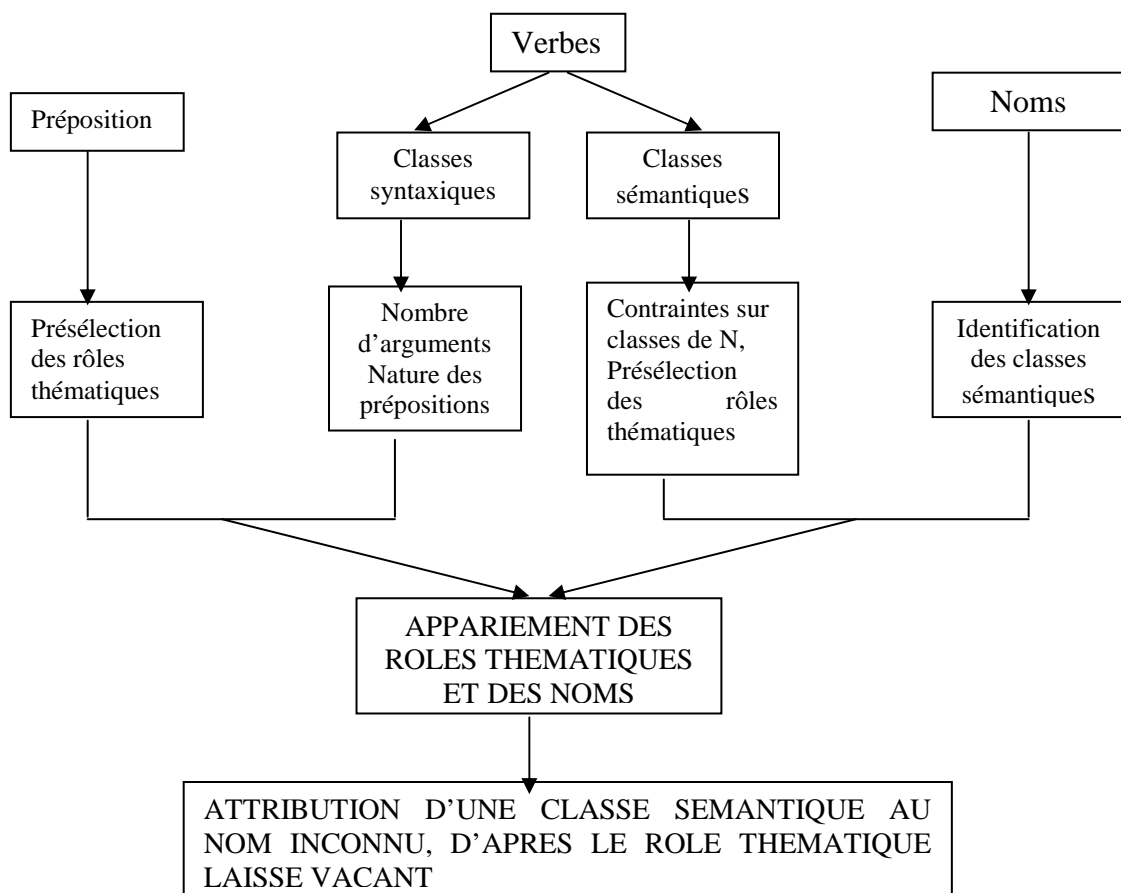 Verbes
Préposition
Noms
Classes
syntaxiques
Classes
sémantiques
Présélection
des rôles
thématiques
Nombre
d'arguments
Nature des
prépositions
Contraintes sur
classes de N,
Présélection
des rôles
thématiques
Identification
des classes
sémantiques
APPARIEMENT DES
ROLES THEMATIQUES
ET DES NOMS
ATTRIBUTION D'UNE CLASSE SEMANTIQUE AU
NOM INCONNU, D'APRES LE ROLE THEMATIQUE
LAISSE VACANT